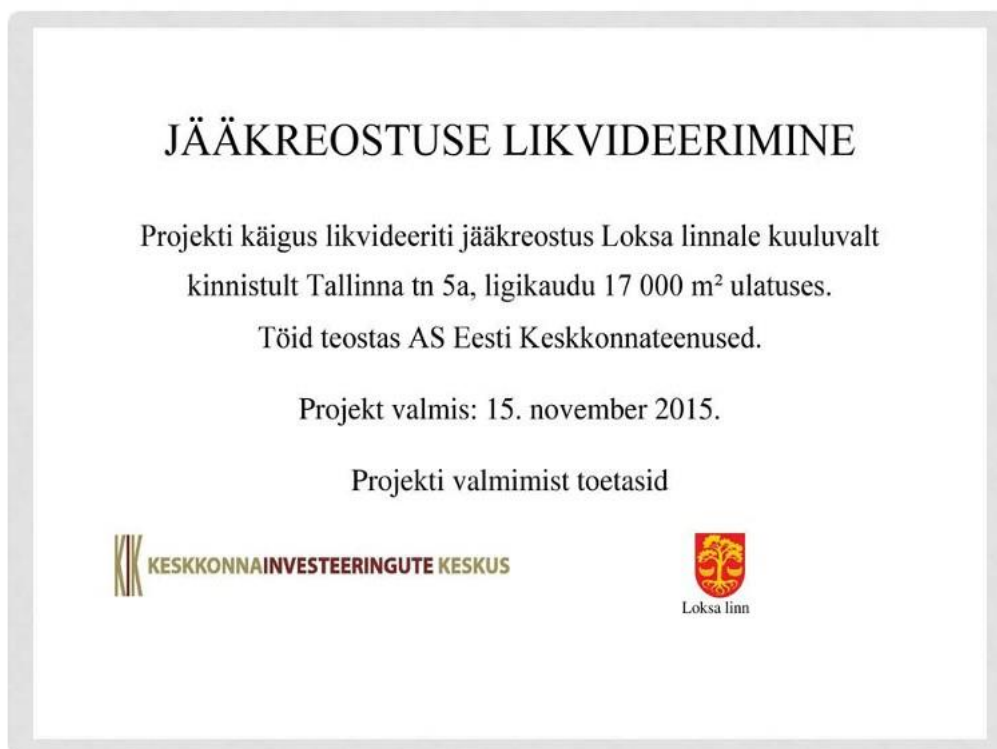 JÄÄKREOSTUSE LIKVIDEERIMINE
Projekti käigus likvideeriti jääkreostus Loksa linnale kuuluvalt
kinnistult Tallinna tn 5a, ligikaudu 17 000 m² ulatuses.
Töid teostas AS Eesti Keskkonnateenused.
Projekt valmis: 15. november 2015.
Projekti valmimist toetasid
KIK KESKKONNAINVESTEERINGUTE KESKUS
Loksa linn